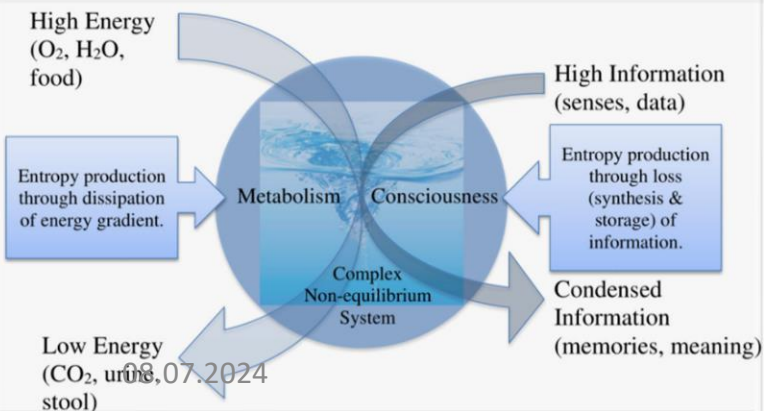 High Energy
(O₂, H₂O,
food)
High Information
(senses, data)
Entropy production
through dissipation
of energy gradient.
Metabolism
Consciousness
Entropy production
through loss
(synthesis &
storage) of
information.
Complex
Non-equilibrium
System
Condensed
Information
(memories, meaning)
Low Energy
(CO₂, urine,
stool)
08.07.2024